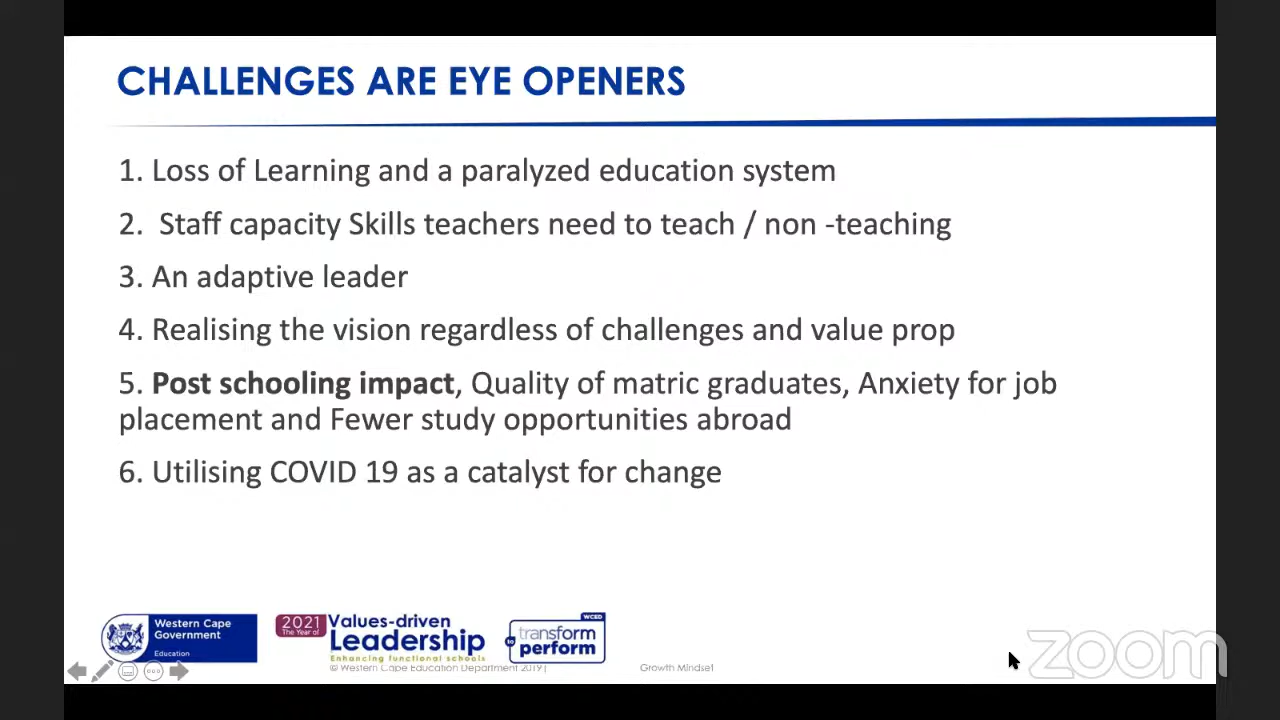 CHALLENGES ARE EYE OPENERS
1. Loss of Learning and a paralyzed education system
2. Staff capacity Skills teachers need to teach / non -teaching
3. An adaptive leader
4. Realising the vision regardless of challenges and value prop
5. Post schooling impact, Quality of matric graduates, Anxiety for job
placement and Fewer study opportunities abroad
6. Utilising COVID 19 as a catalyst for change
Western Cape
Government
Education
2021
The Year of
Values-driven
Leadership
Enhancing functional schools
WCED
transform
to
perform
© Western Cape Education Department 2019|
Growth Mindset
zoom